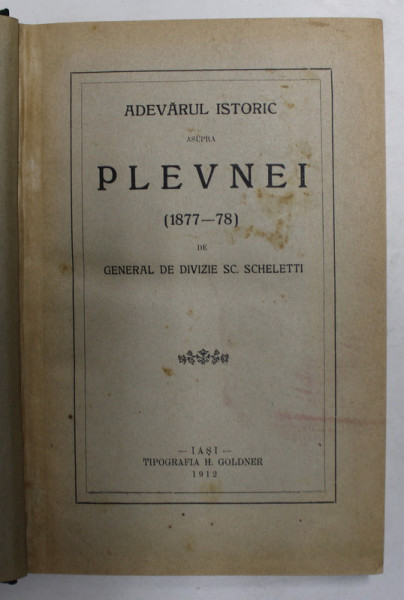 ADEVĂRUL ISTORIC
ASUPRA
PLEVNEI
(1877—78)
DE
GENERAL DE DIVIZIE SC. SCHELETTI
— IAȘI —
TIPOGRAFIA H. GOLDNER
1912